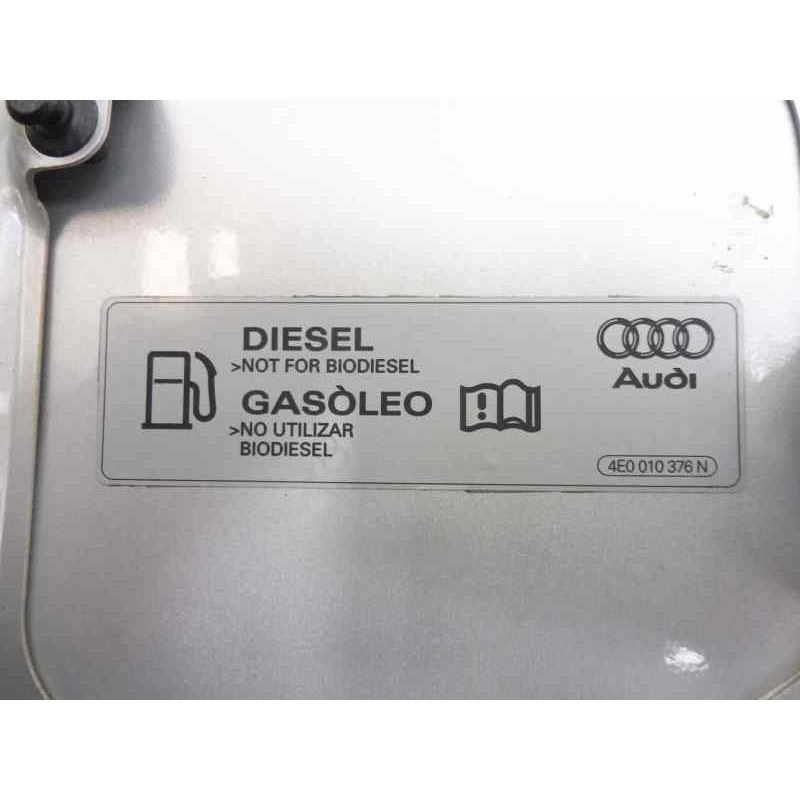 DIESEL
>NOT FOR BIODIESEL
GASÒLEO
>NO UTILIZAR
BIODIESEL
Audi
4E0 010 376 N